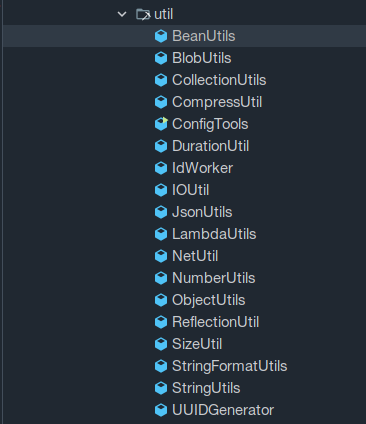 util
BeanUtils
BlobUtils
CollectionUtils
CompressUtil
ConfigTools
DurationUtil
IdWorker
IOUtil
JsonUtils
LambdaUtils
NetUtil
NumberUtils
ObjectUtils
ReflectionUtil
SizeUtil
StringFormatUtils
StringUtils
UUIDGenerator